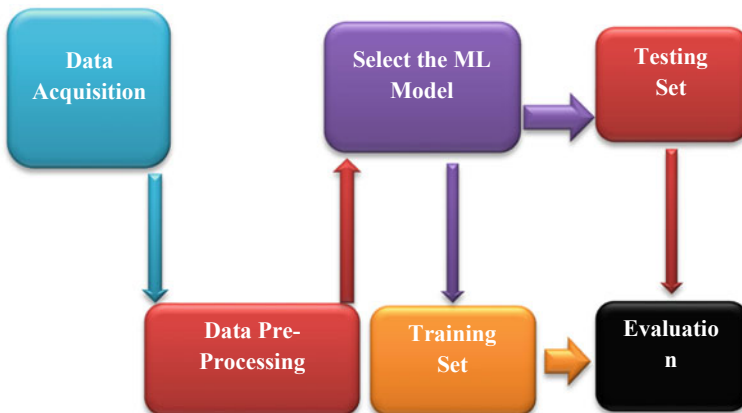 Data
Acquisition
Select the ML
Model
Testing
Set
Data Pre-
Processing
Training
Set
Evaluatio
n